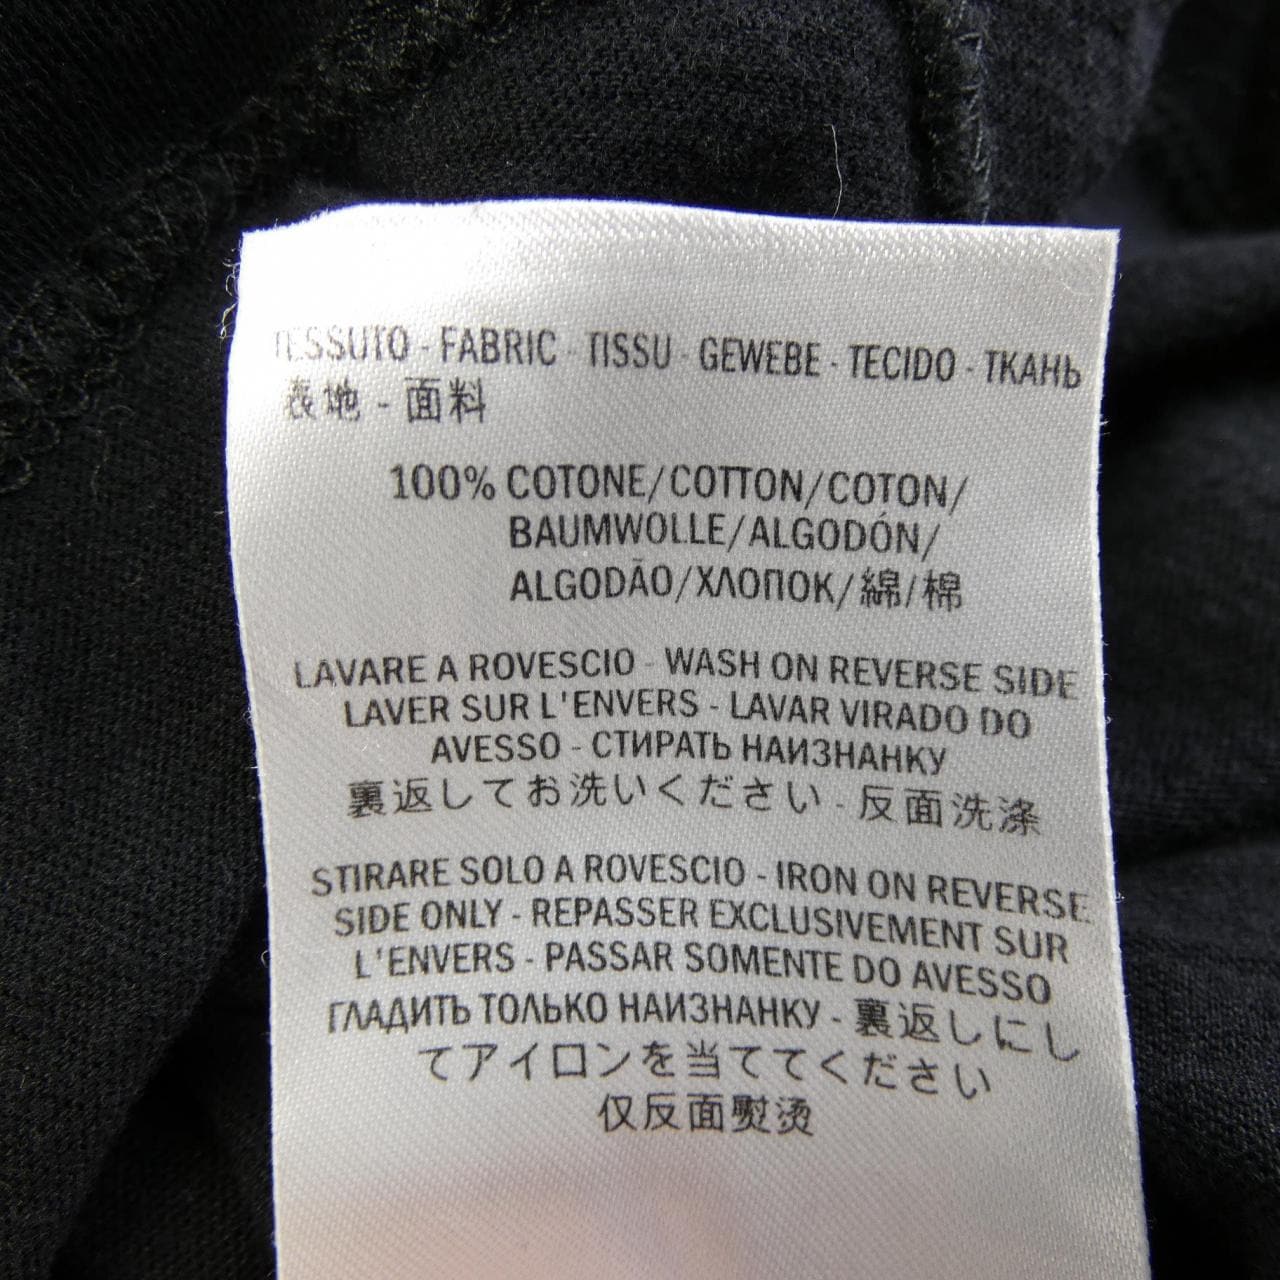 TESSUTO - FABRIC - TISSU - GEWEBE - TECIDO - ТКАНЬ
表地 - 面料
100% COTONE/COTTON/COTON/
BAUMWOLLE/ALGODÓN/
ALGODÃO/ХЛОПОК/綿/棉
LAVARE A ROVESCIO - WASH ON REVERSE SIDE
LAVER SUR L'ENVERS - LAVAR VIRADO DO
AVESSO - СТИРАТЬ НАИЗНАНКУ
裏返してお洗いください - 反面洗涤
STIRARE SOLO A ROVESCIO - IRON ON REVERSE
SIDE ONLY - REPASSER EXCLUSIVEMENT SUR
L'ENVERS - PASSAR SOMENTE DO AVESSO
ГЛАДИТЬ ТОЛЬКО НАИЗНАНКУ - 裏返しにし
てアイロンを当ててください
仅反面熨烫